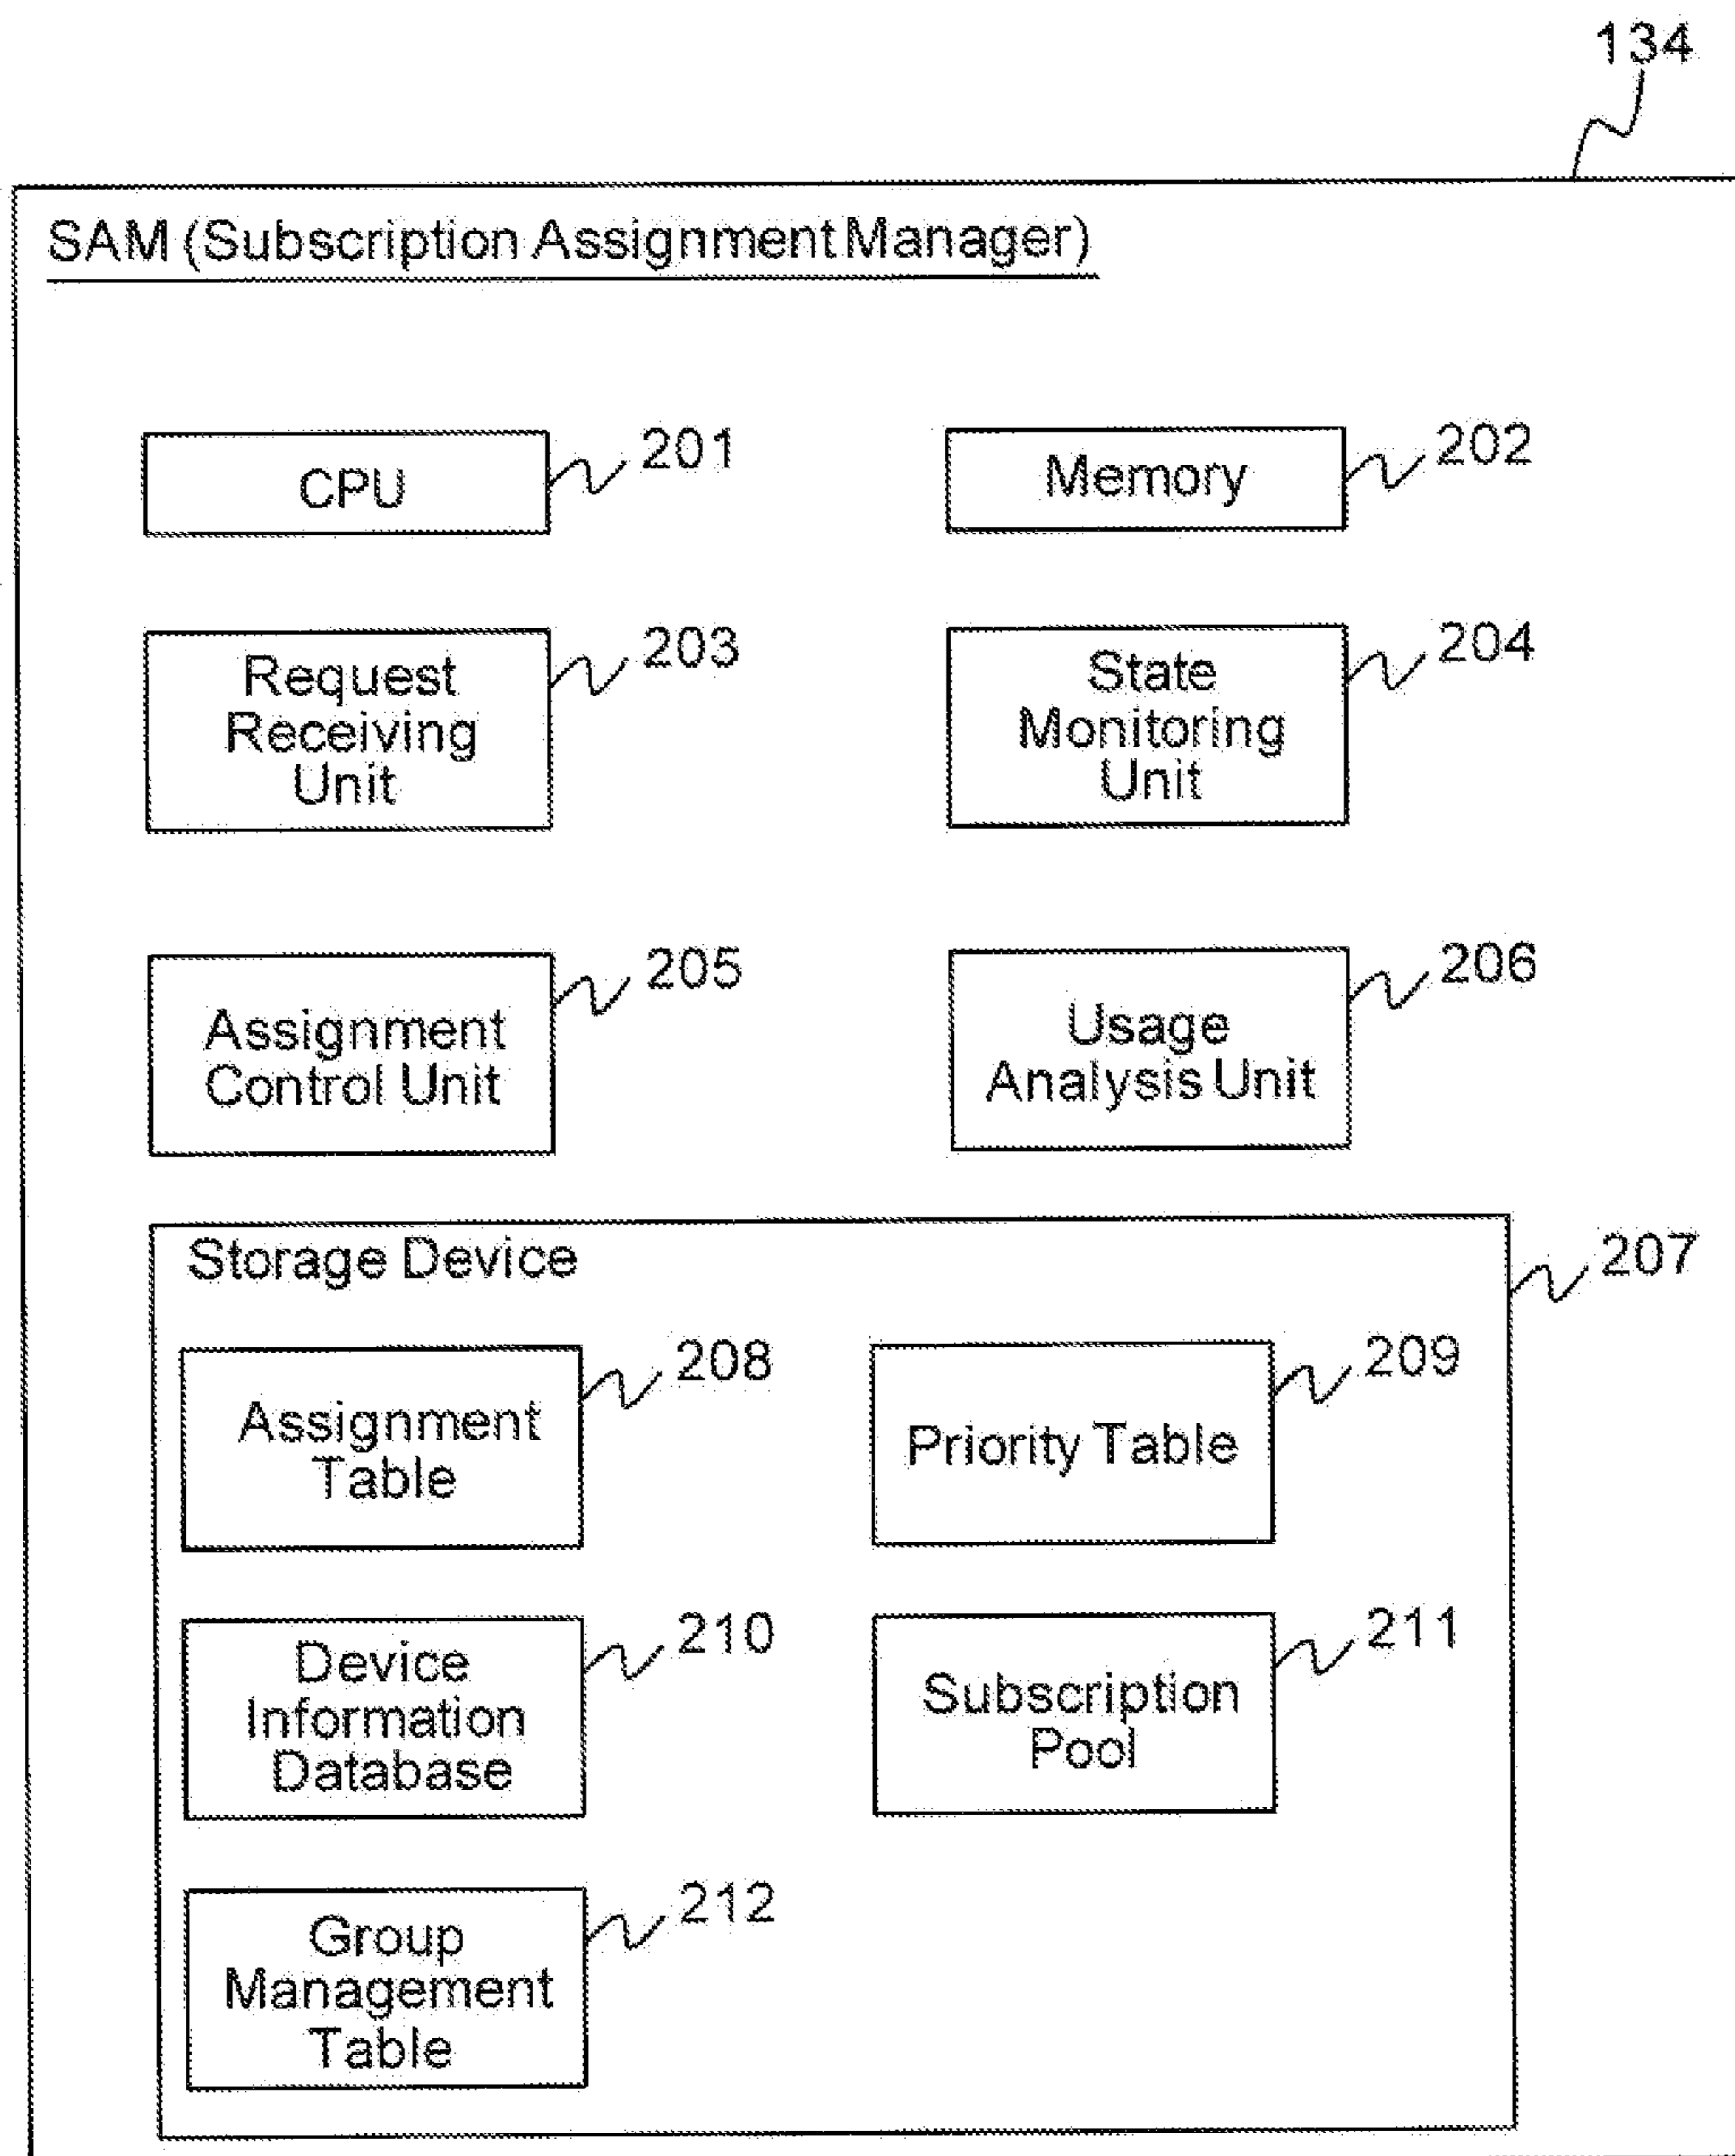 134
SAM (Subscription Assignment Manager)
CPU
201
Memory
202
Request
Receiving
Unit
203
State
Monitoring
Unit
204
Assignment
Control Unit
205
Usage
Analysis Unit
206
Storage Device
207
Assignment
Table
208
Priority Table
209
Device
Information
Database
210
Subscription
Pool
211
Group
Management
Table
212